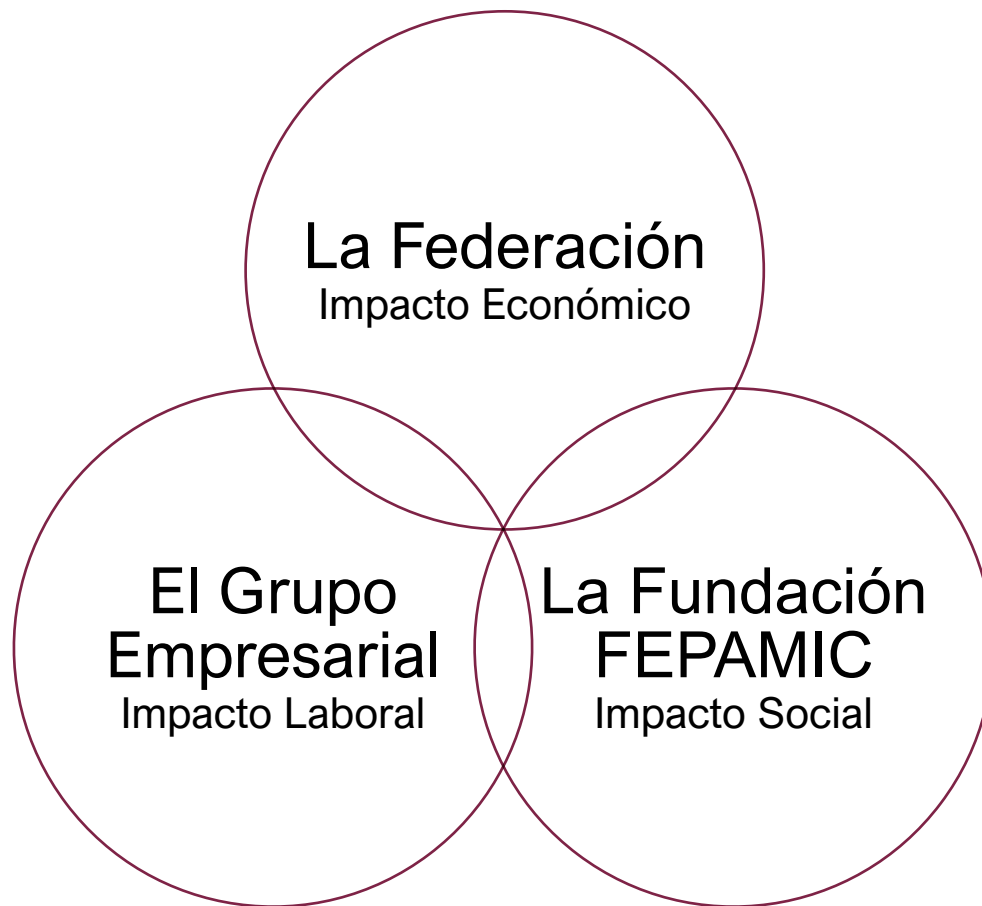 La Federación
Impacto Económico
El Grupo
Empresarial
Impacto Laboral
La Fundación
FEPAMIC
Impacto Social